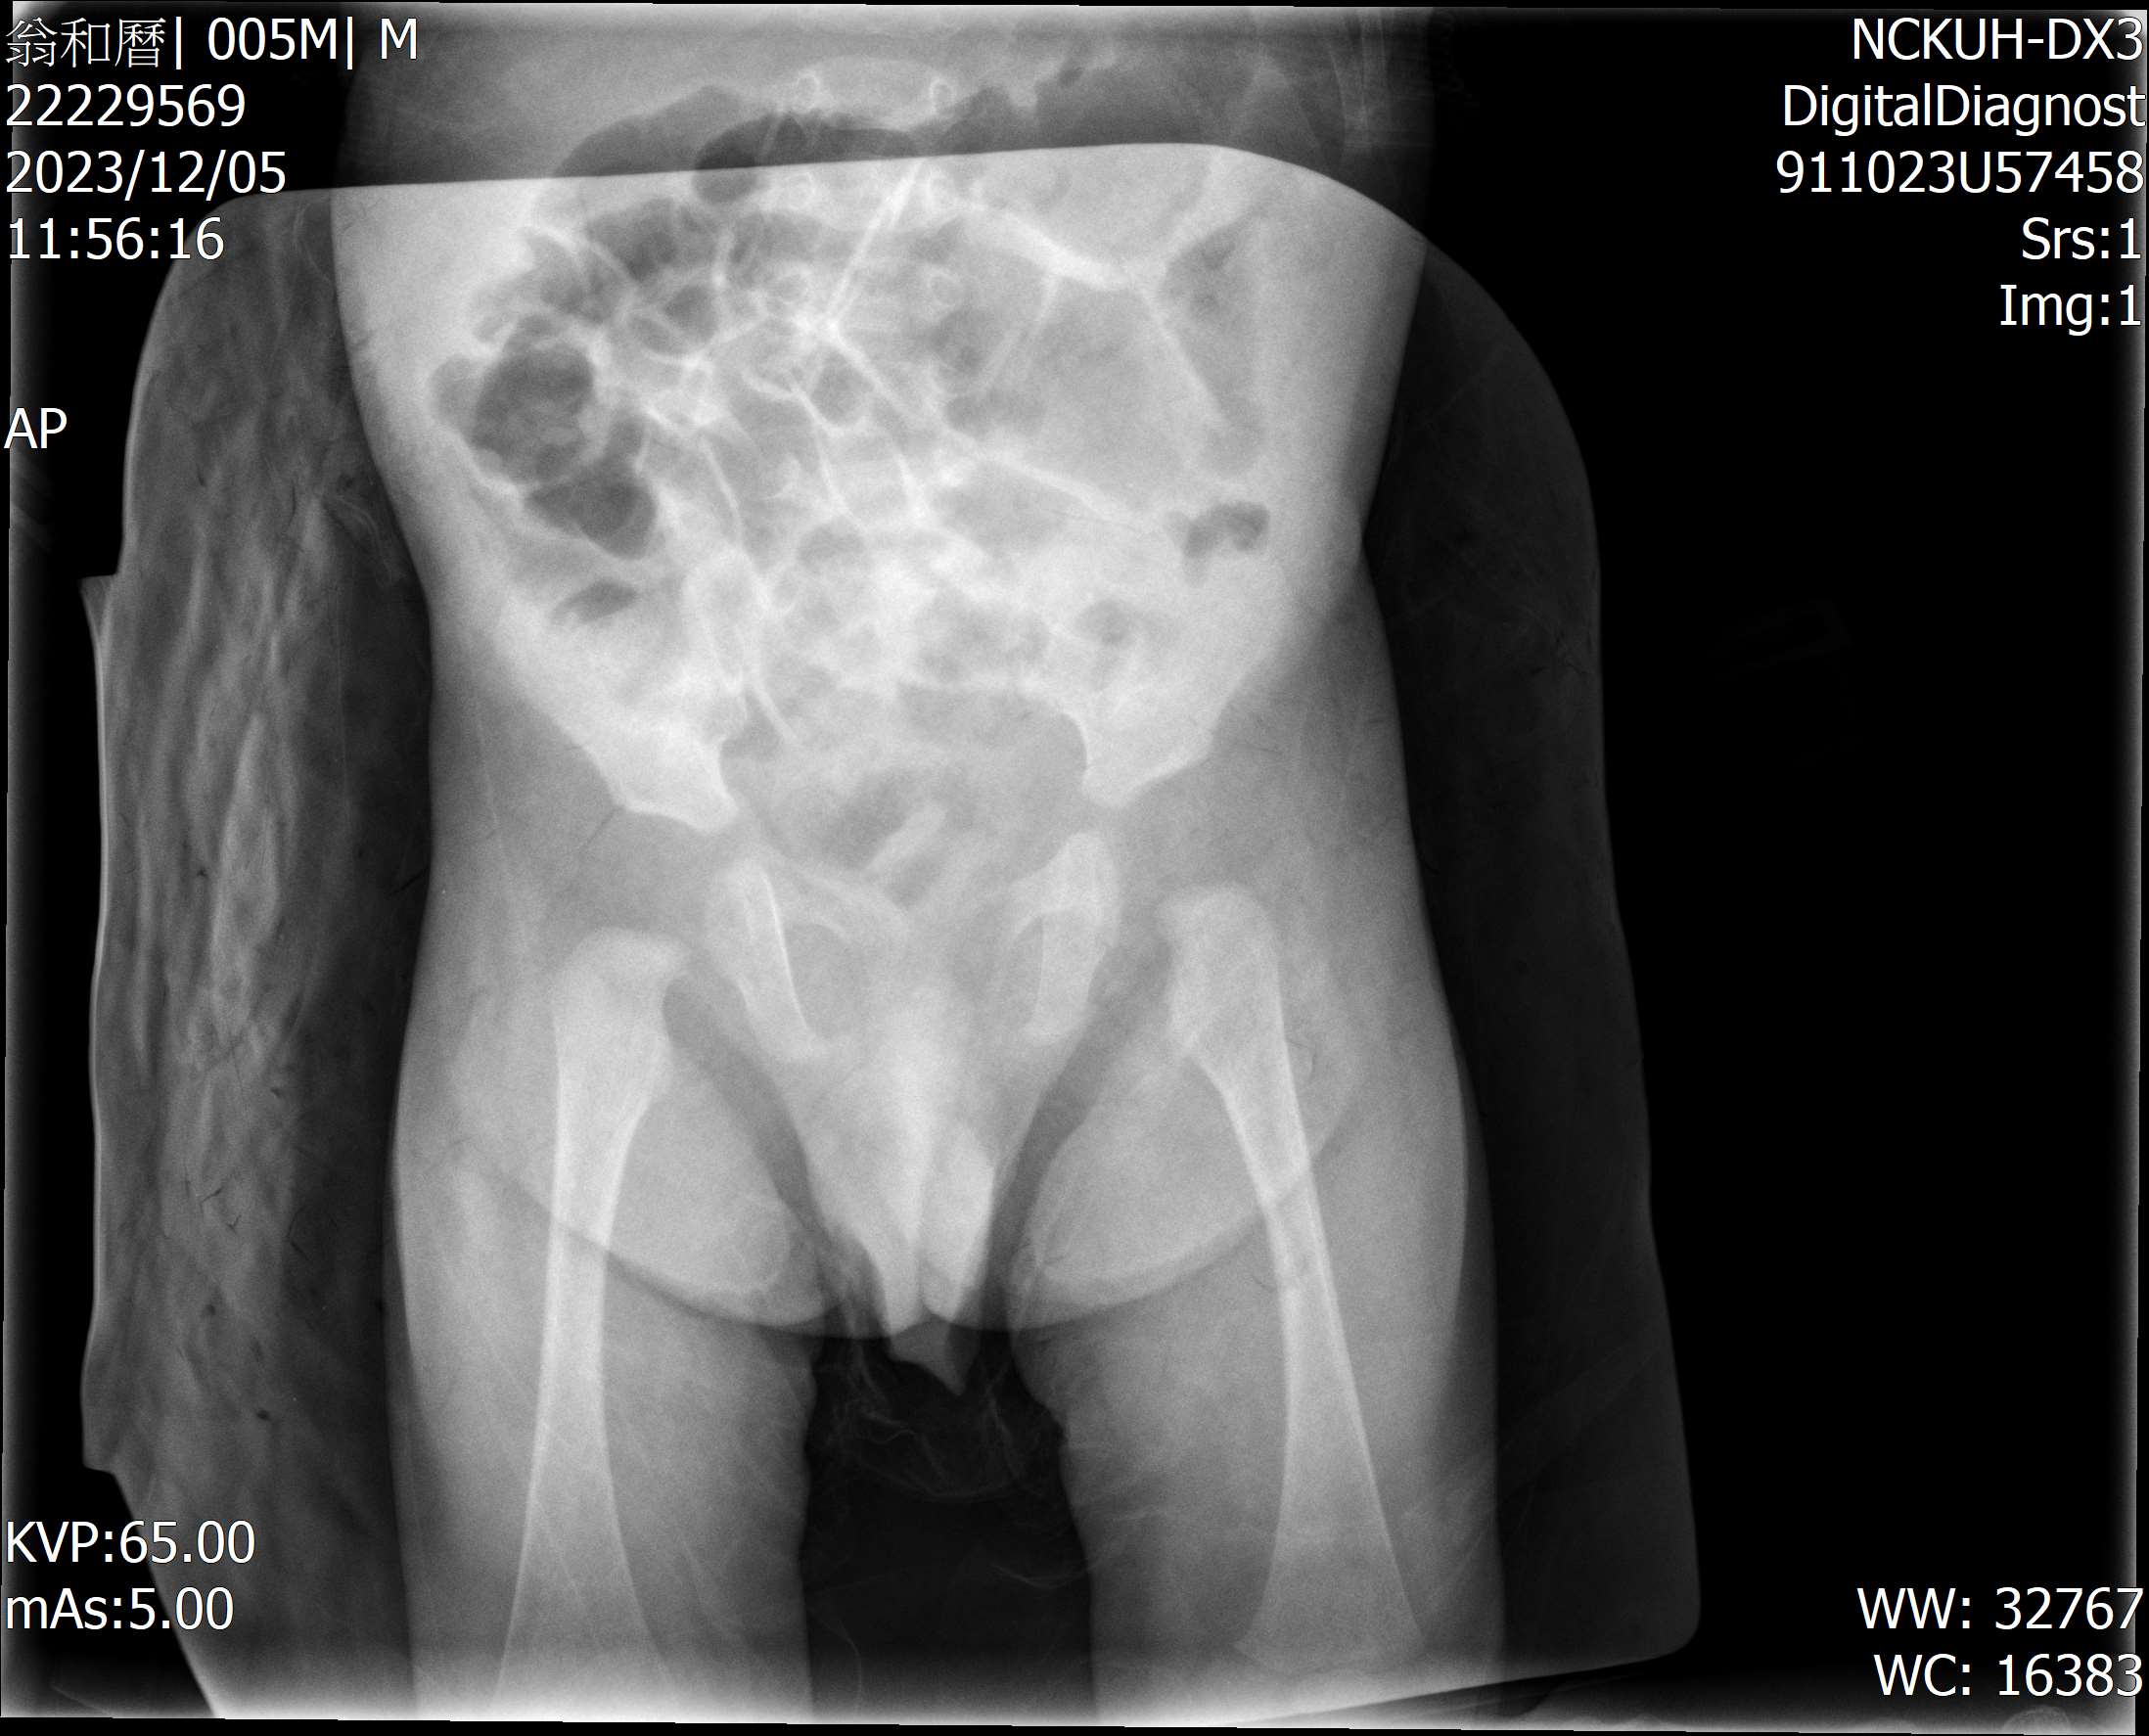 翁和曆| 005M| M
22229569
2023/12/05
11:56:16
AP
KVP:65.00
mAs:5.00
NCKUH-DX3
DigitalDiagnost
911023U57458
Srs:1
Img:1
WW: 32767
WC: 16383